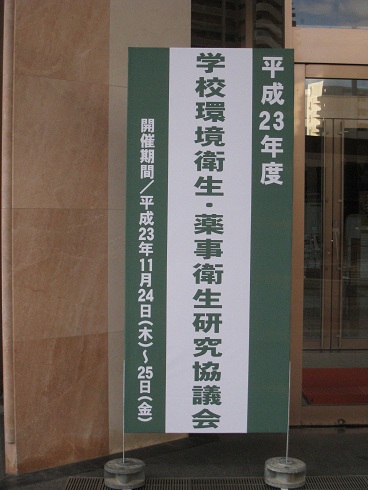 平成23年度
学校環境衛生・薬事衛生研究協議会
開催期間/平成23年11月24日(木)~25日(金)